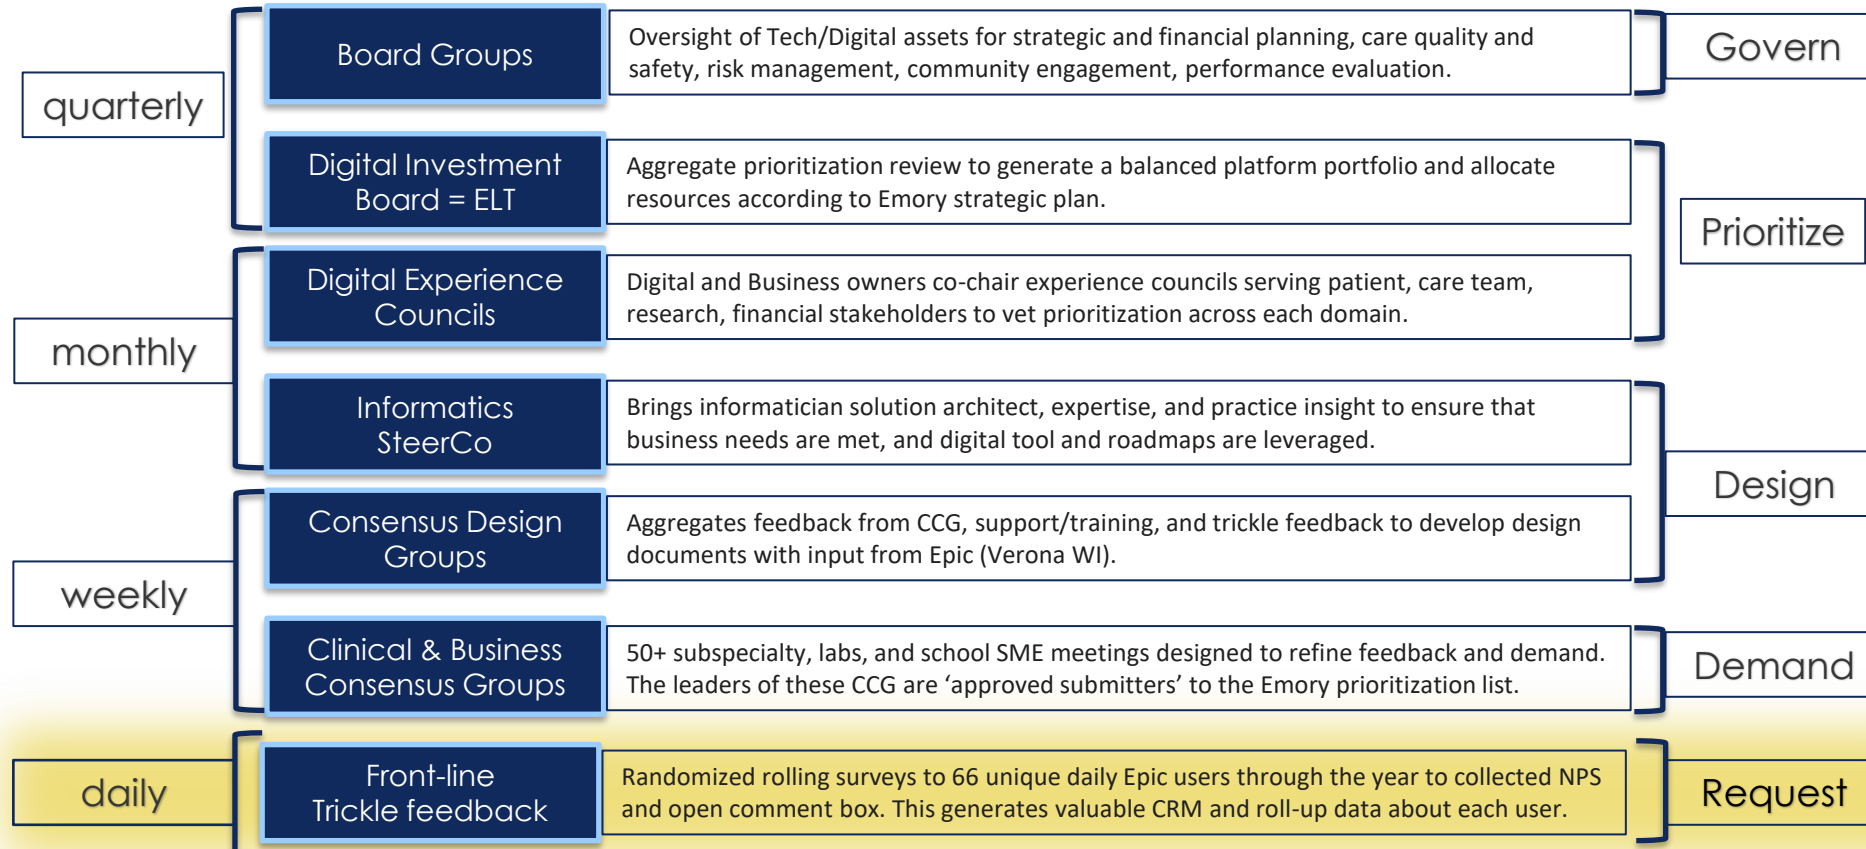 quarterly
Board Groups
Oversight of Tech/Digital assets for strategic and financial planning, care quality and
safety, risk management, community engagement, performance evaluation.
Govern
Digital Investment
Board = ELT
Aggregate prioritization review to generate a balanced platform portfolio and allocate
resources according to Emory strategic plan.
Prioritize
monthly
Digital Experience
Councils
Digital and Business owners co-chair experience councils serving patient, care team,
research, financial stakeholders to vet prioritization across each domain.
Informatics
SteerCo
Brings informatician solution architect, expertise, and practice insight to ensure that
business needs are met, and digital tool and roadmaps are leveraged.
Design
weekly
Consensus Design
Groups
Aggregates feedback from CCG, support/training, and trickle feedback to develop design
documents with input from Epic (Verona WI).
Clinical & Business
Consensus Groups
50+ subspecialty, labs, and school SME meetings designed to refine feedback and demand.
The leaders of these CCG are ‘approved submitters’ to the Emory prioritization list.
Demand
daily
Front-line
Trickle feedback
Randomized rolling surveys to 66 unique daily Epic users through the year to collected NPS
and open comment box. This generates valuable CRM and roll-up data about each user.
Request